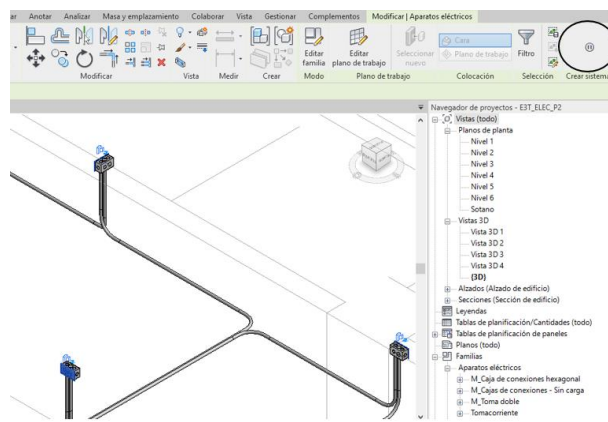 ar Anotar Analizar Masa y emplazamiento Colaborar Vista Gestionar Complementos Modificar | Aparatos eléctricos
Editar familia
Editar plano de trabajo
Seleccionar nuevo
Cara
Plano de trabajo
Filtro
Modificar Vista Medir Crear Modo Plano de trabajo Colocación Selección Crear sistema
Navegador de proyectos - E3T_ELEC_P2
Vistas (todo)
Planos de planta
Nivel 1
Nivel 2
Nivel 3
Nivel 4
Nivel 5
Nivel 6
Sotano
Vistas 3D
Vista 3D 1
Vista 3D 2
Vista 3D 3
Vista 3D 4
{3D}
Alzados (Alzado de edificio)
Secciones (Sección de edificio)
Leyendas
Tablas de planificación/Cantidades (todo)
Tablas de planificación de paneles
Planos (todo)
Familias
Aparatos eléctricos
M_Caja de conexiones hexagonal
M_Cajas de conexiones - Sin carga
M_Toma doble
Tomacorriente